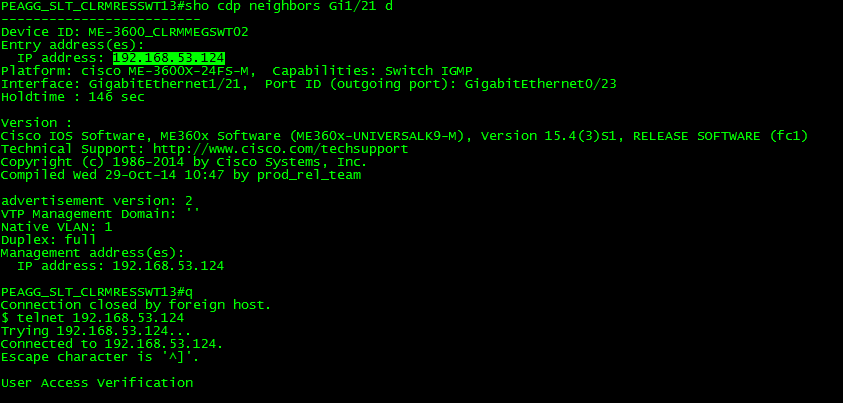 PEAGG_SLT_CLRMRESSWT13#sho cdp neighbors Gi1/21 d
-------------------------
Device ID: ME-3600_CLRMMEGSWT02
Entry address(es):
  IP address: 192.168.53.124
Platform: cisco ME-3600X-24FS-M,  Capabilities: Switch IGMP
Interface: GigabitEthernet1/21,  Port ID (outgoing port): GigabitEthernet0/23
Holdtime : 146 sec

Version :
Cisco IOS Software, ME360x Software (ME360x-UNIVERSALK9-M), Version 15.4(3)S1, RELEASE SOFTWARE (fc1)
Technical Support: http://www.cisco.com/techsupport
Copyright (c) 1986-2014 by Cisco Systems, Inc.
Compiled Wed 29-Oct-14 10:47 by prod_rel_team

advertisement version: 2
VTP Management Domain: ''
Native VLAN: 1
Duplex: full
Management address(es):
  IP address: 192.168.53.124

PEAGG_SLT_CLRMRESSWT13#q
Connection closed by foreign host.
$ telnet 192.168.53.124
Trying 192.168.53.124...
Connected to 192.168.53.124.
Escape character is '^]'.

User Access Verification